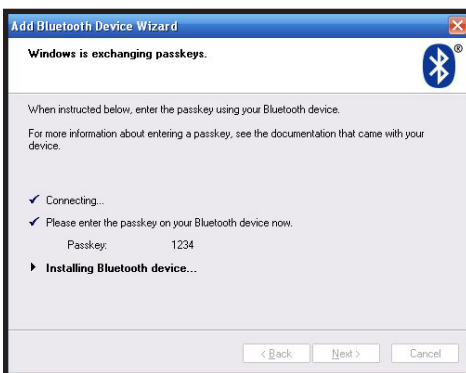 Add Bluetooth Device Wizard
Windows is exchanging passkeys.
®
When instructed below, enter the passkey using your Bluetooth device.
For more information about entering a passkey, see the documentation that came with your
device.
Connecting...
Please enter the passkey on your Bluetooth device now.
Passkey: 1234
Installing Bluetooth device...
< Back Next > Cancel